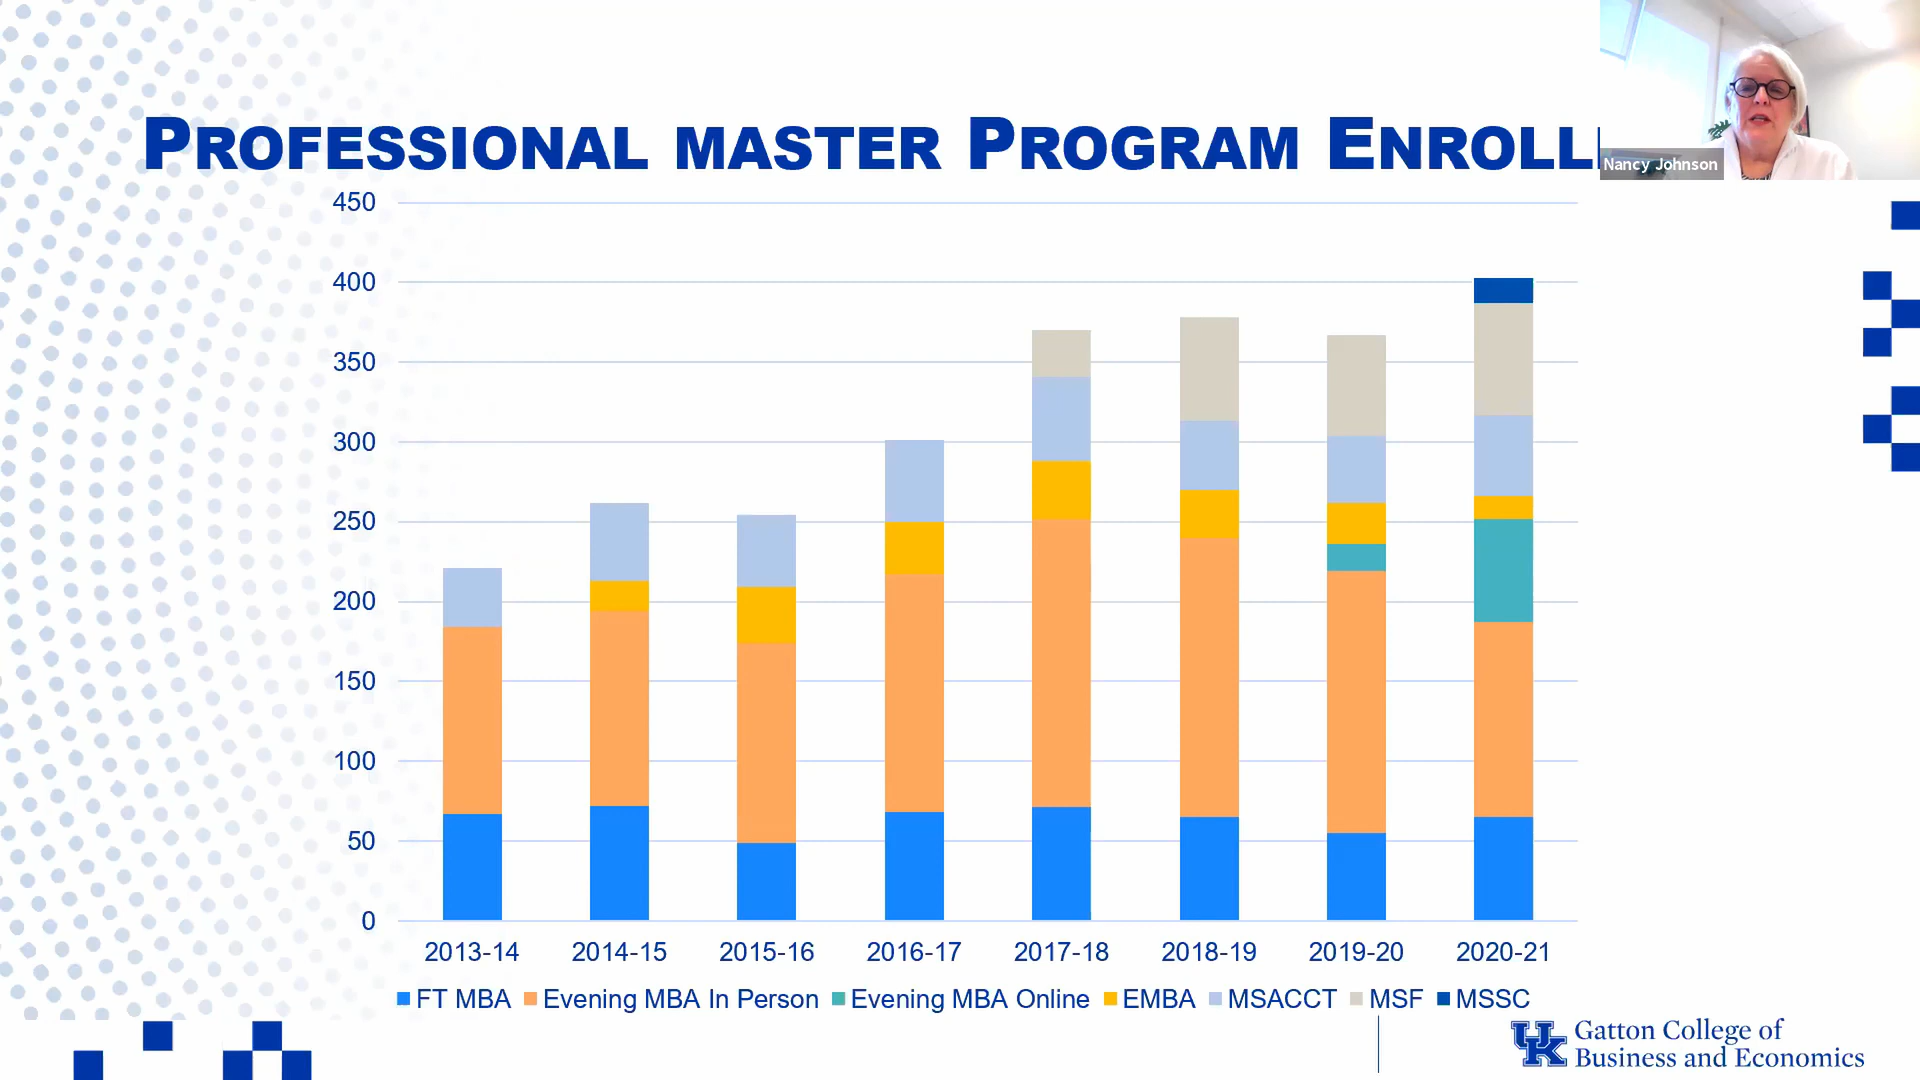 PROFESSIONAL MASTER PROGRAM ENROLL
Nancy Johnson
450
400
350
300
250
200
150
100
50
0
2013-14 2014-15 2015-16 2016-17 2017-18 2018-19 2019-20 2020-21
FT MBA Evening MBA In Person Evening MBA Online EMBA MSACCT MSF MSSC
UK Gatton College of
Business and Economics